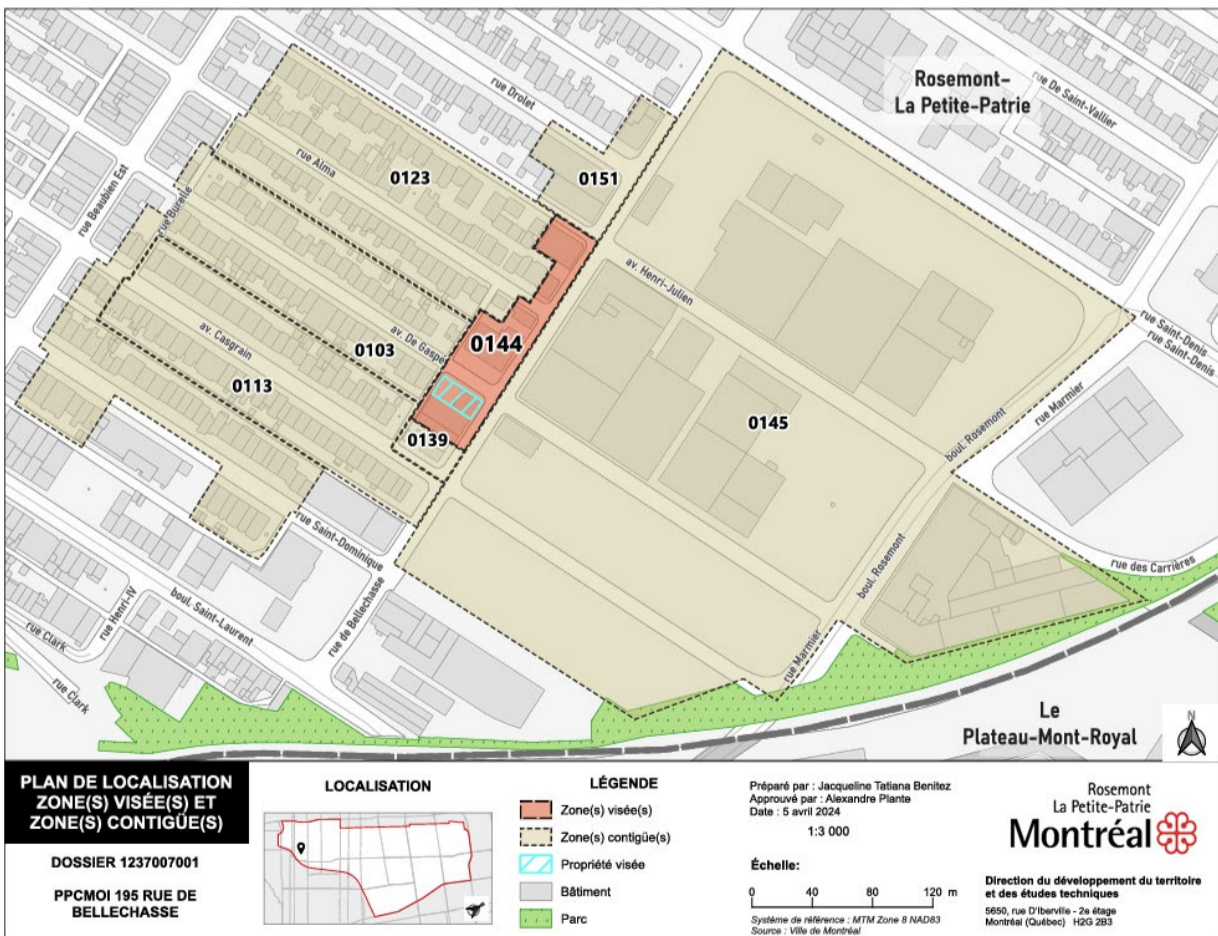 Rosemont–
La Petite-Patrie
rue De Saint-Vallier
rue Drolet
0151
0123
rue Alma
rue Beaubien Est
rue Burelle
av. Henri-Julien
0144
av. De Gaspé
0103
av. Casgrain
0113
0139
0145
rue Saint-Denis
rue Saint-Denis
rue Marmier
boul. Rosemont
boul. Rosemont
rue des Carrières
rue Saint-Dominique
boul. Saint-Laurent
rue Henri-IV
rue Clark
rue Clark
rue de Bellechasse
rue Marmier
Le
Plateau-Mont-Royal
N
PLAN DE LOCALISATION
ZONE(S) VISÉE(S) ET
ZONE(S) CONTIGÜE(S)
DOSSIER 1237007001
PPCMOI 195 RUE DE
BELLECHASSE
LOCALISATION
LÉGENDE
Zone(s) visée(s)
Zone(s) contigüe(s)
Propriété visée
Bâtiment
Parc
Préparé par : Jacqueline Tatiana Benitez
Approuvé par : Alexandre Plante
Date : 5 avril 2024
1:3 000
Échelle:
0 40 80 120 m
Système de référence : MTM Zone 8 NAD83
Source : Ville de Montréal
Rosemont
La Petite-Patrie
Montréal
Direction du développement du territoire
et des études techniques
5650, rue D'Iberville - 2e étage
Montréal (Québec) H2G 2B3